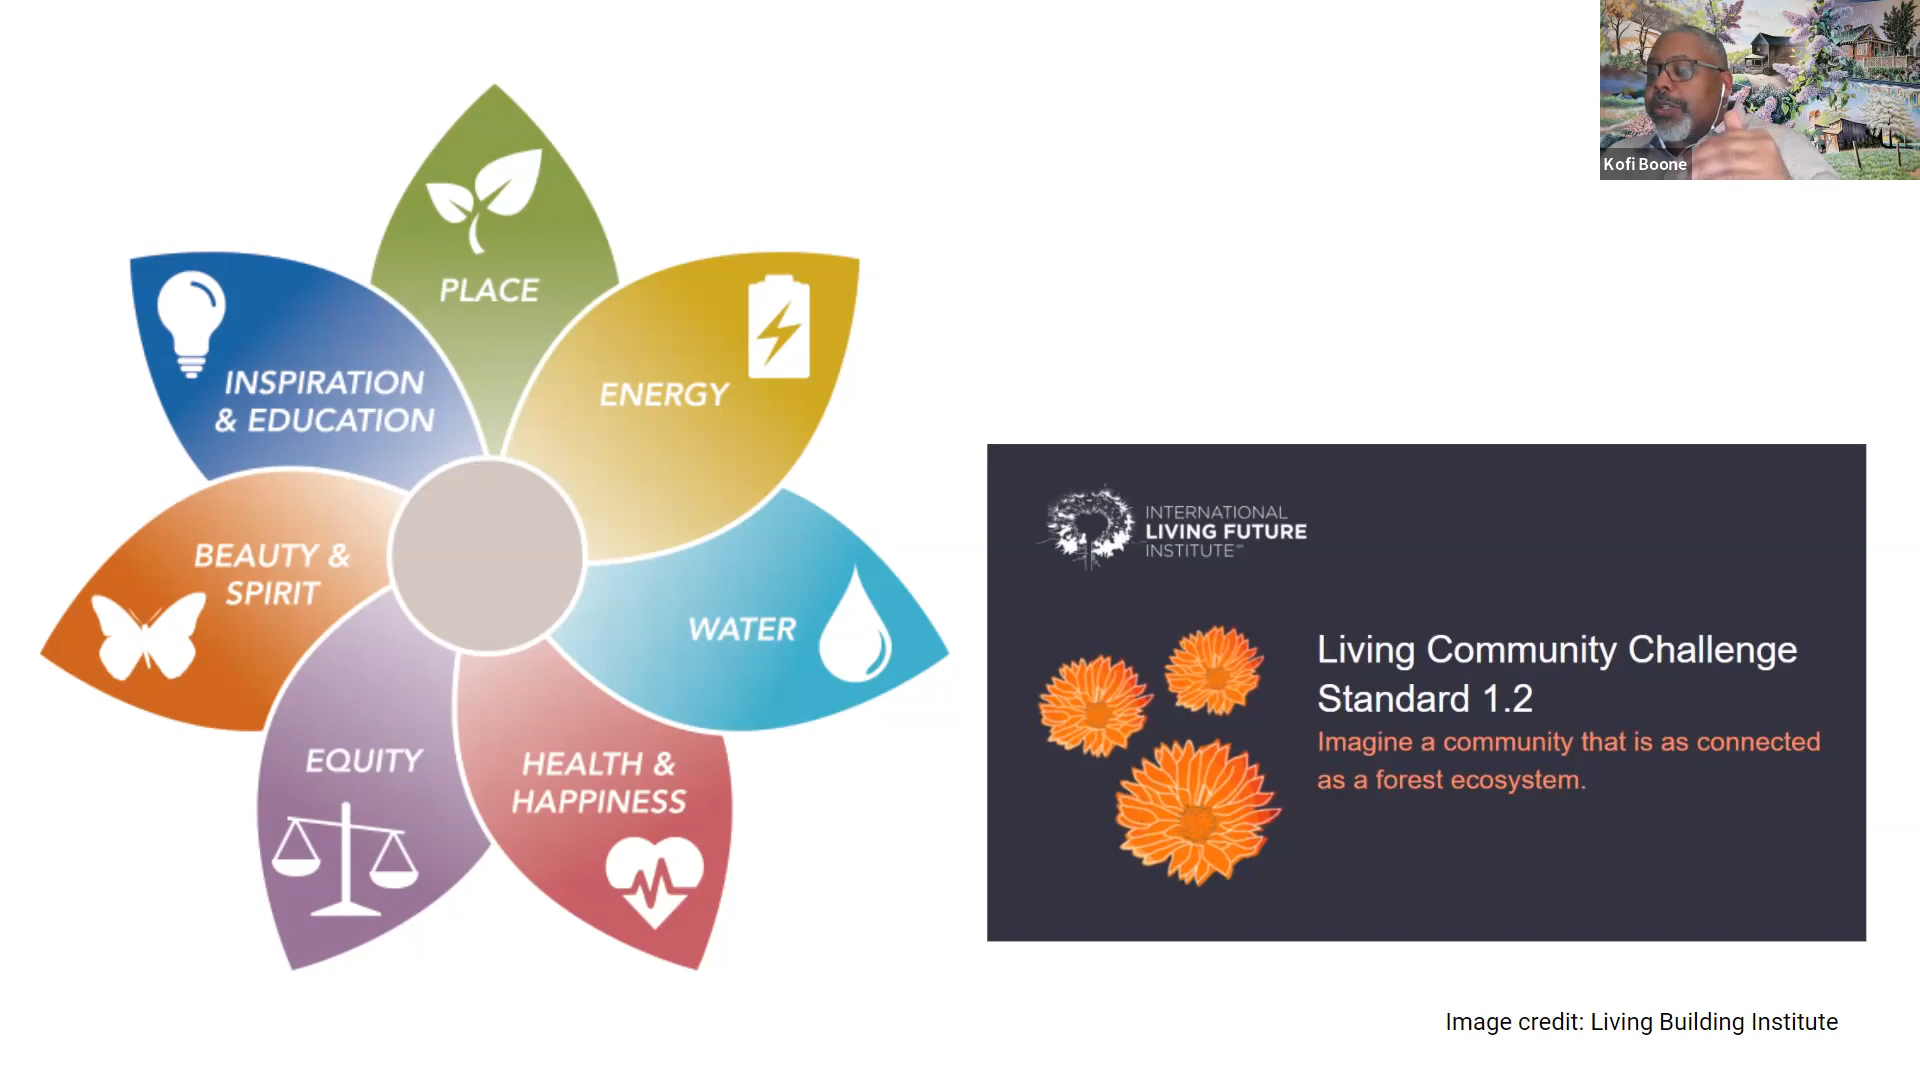 Kofi Boone
PLACE
INSPIRATION
& EDUCATION
ENERGY
BEAUTY &
SPIRIT
WATER
EQUITY
HEALTH &
HAPPINESS
INTERNATIONAL
LIVING FUTURE
INSTITUTE℠
Living Community Challenge
Standard 1.2
Imagine a community that is as connected
as a forest ecosystem.
Image credit: Living Building Institute